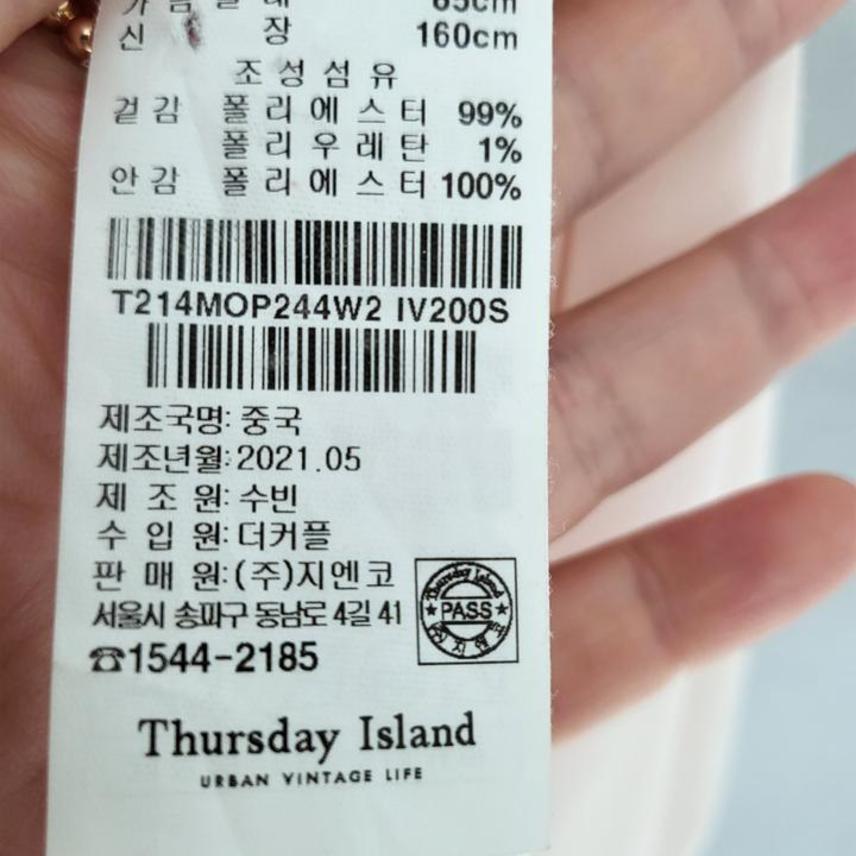 신 장 160cm
조성섬유
겉감 폴리에스터 99%
폴리우레탄 1%
안감 폴리에스터 100%
T214MOP244W2 IV200S
제조국명: 중국
제조년월: 2021.05
제 조 원: 수빈
수 입 원: 더커플
판 매 원: (주)지엔코
서울시 송파구 동남로 4길 41
☎1544-2185
Thursday Island
PASS
Thursday Island
URBAN VINTAGE LIFE